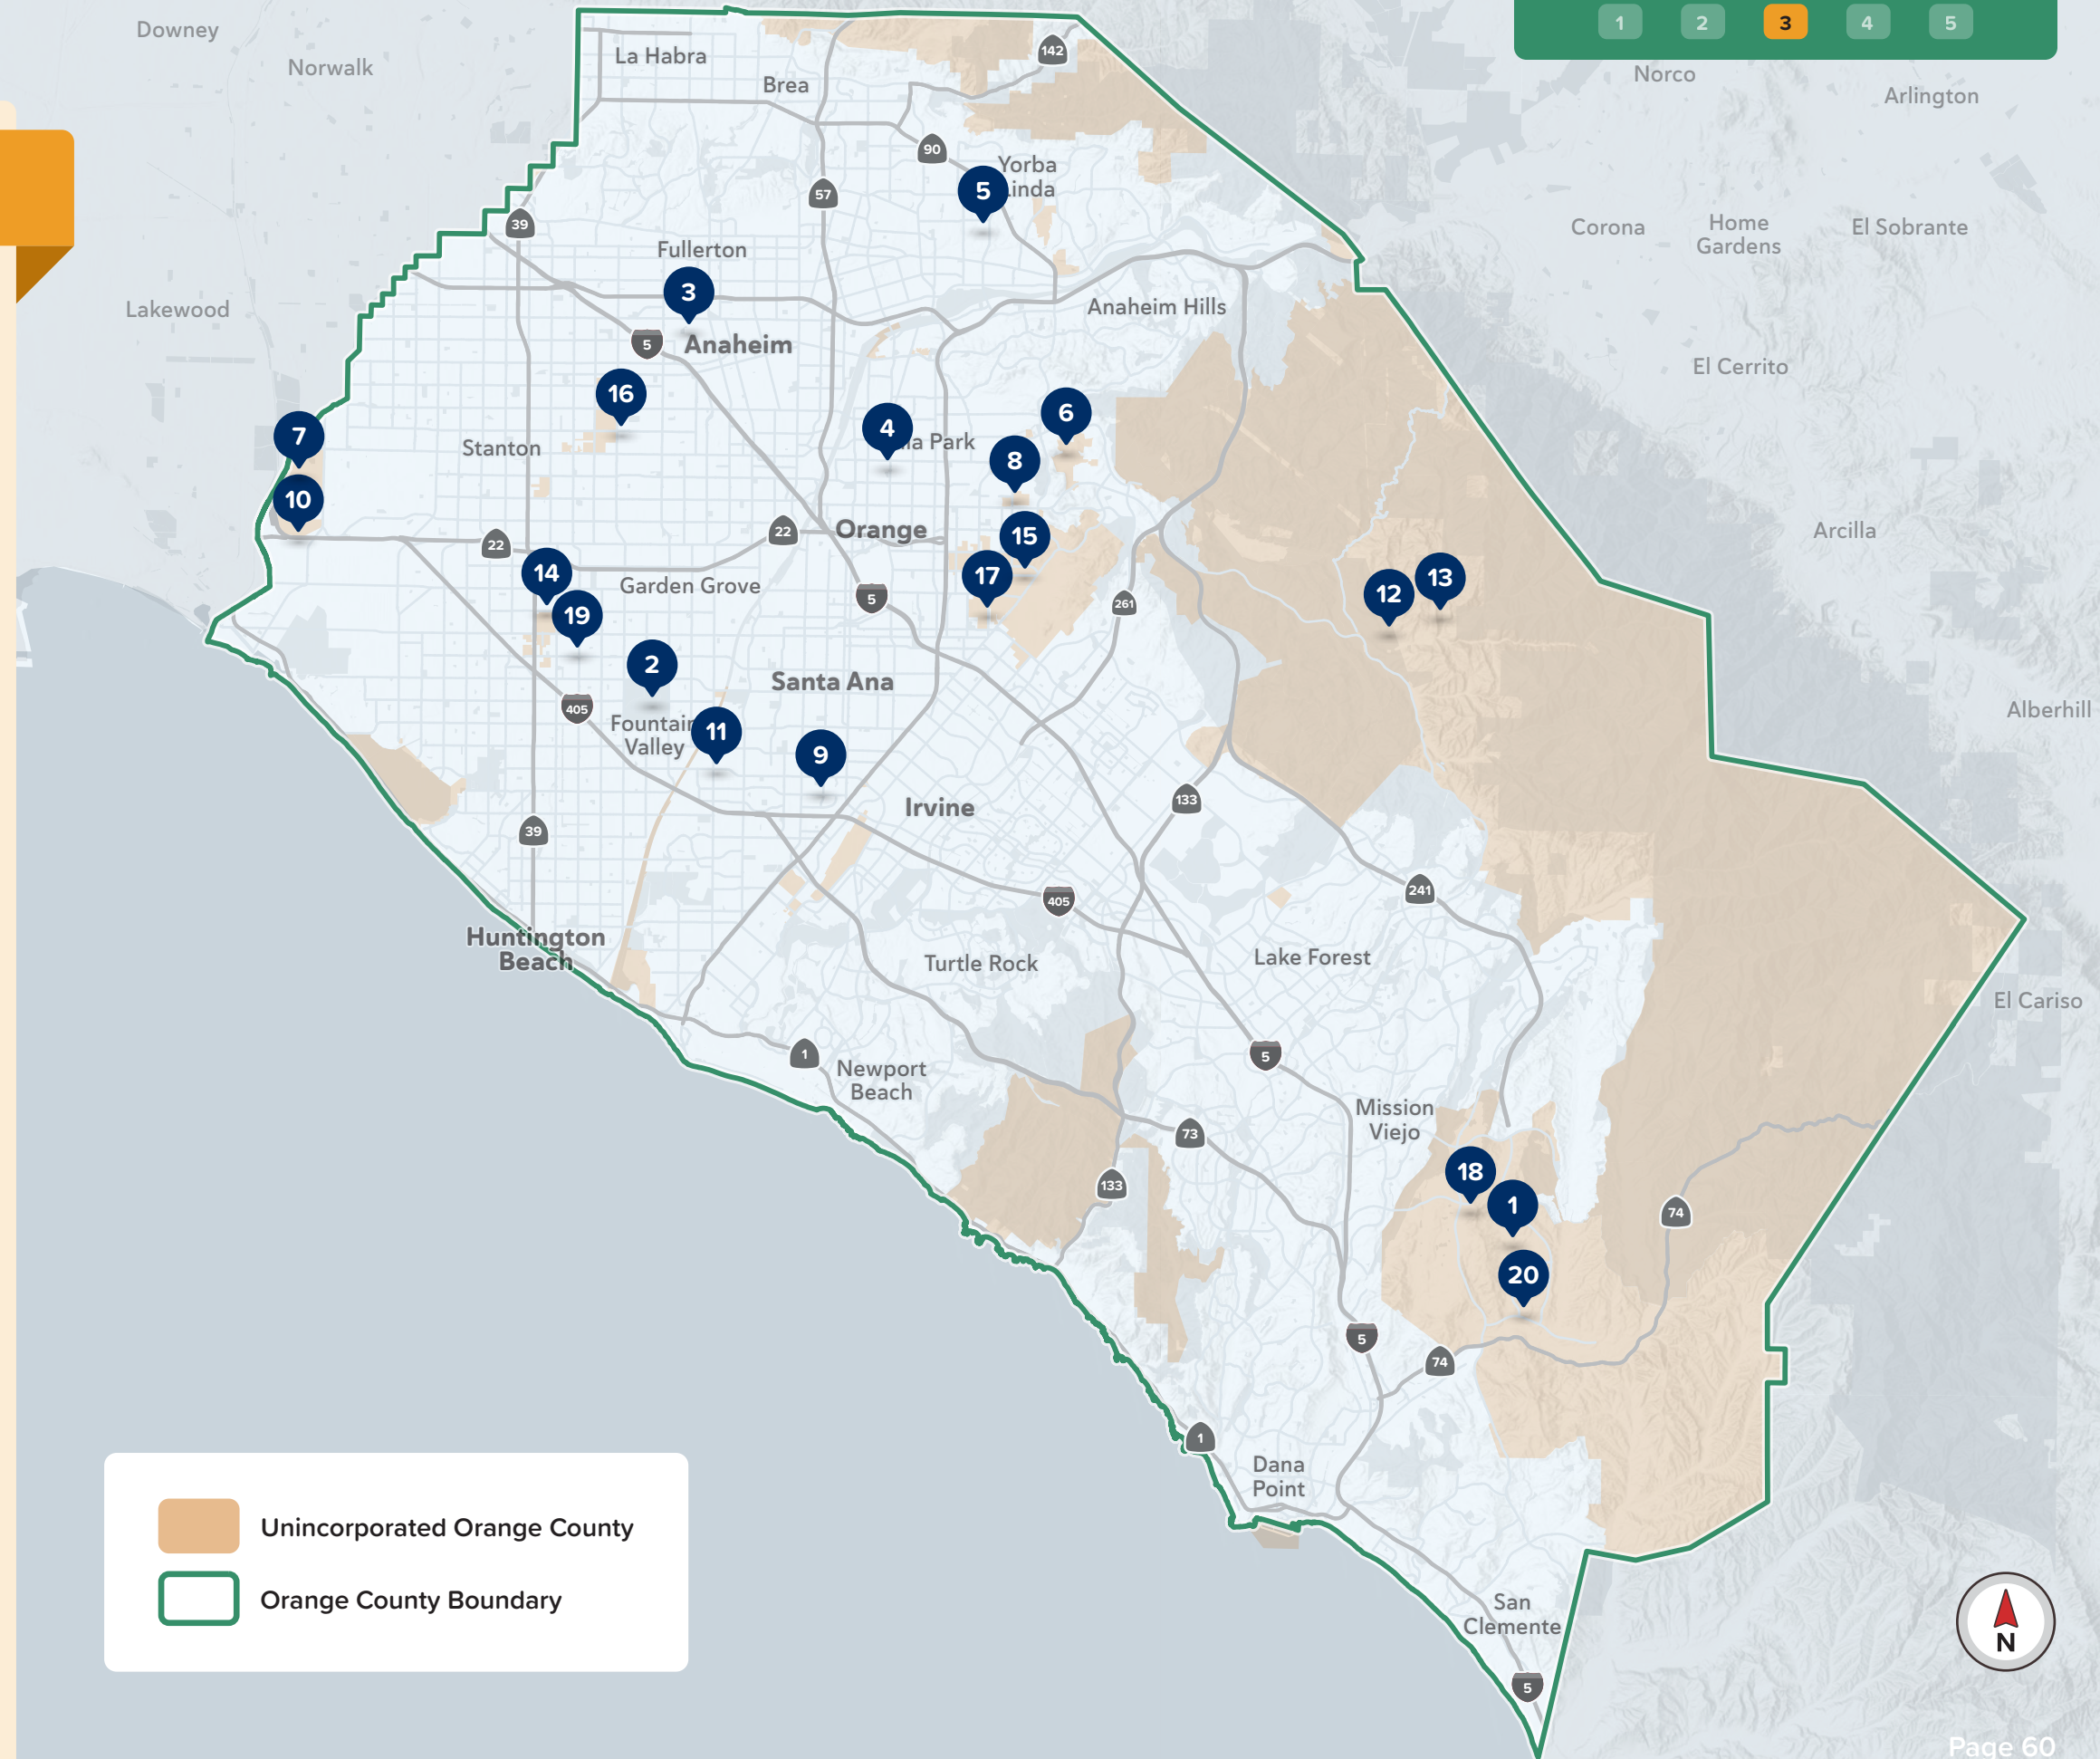 1 2 3 4 5
Downey
Norwalk
La Habra
Brea
142
Norco
Arlington
90
Yorba
Linda
5
57
39
Corona
Home
Gardens
El Sobrante
Fullerton
3
Lakewood
Anaheim Hills
5
Anaheim
El Cerrito
16
6
4
7
Stanton
8
10
22
22
Orange
15
Arcilla
14
Garden Grove
17
5
261
12
13
19
2
Santa Ana
405
Fountain
Valley
11
9
Alberhill
Irvine
133
39
241
405
Huntington
Beach
Turtle Rock
Lake Forest
El Cariso
1
5
Newport
Beach
Mission
Viejo
73
18
133
1
74
20
5
74
1
Dana
Point
Unincorporated Orange County
Orange County Boundary
San
Clemente
N
5
Page 60